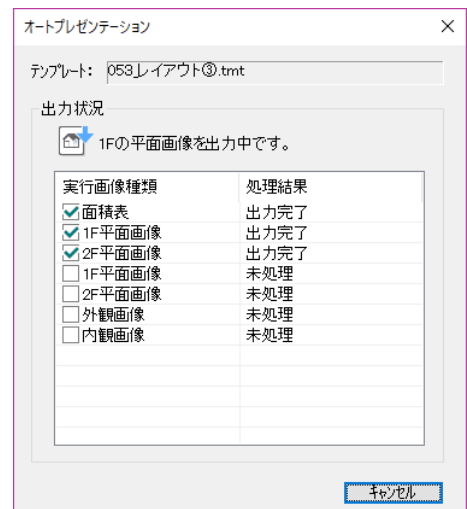 オートプレゼンテーション
テンプレート: 053_レイアウト③.tmt
出力状況
1Fの平面画像を出力中です。
実行画像種類 処理結果
面積表 出力完了
1F平面画像 出力完了
2F平面画像 出力完了
1F平面画像 未処理
2F平面画像 未処理
外観画像 未処理
内観画像 未処理
キャンセル